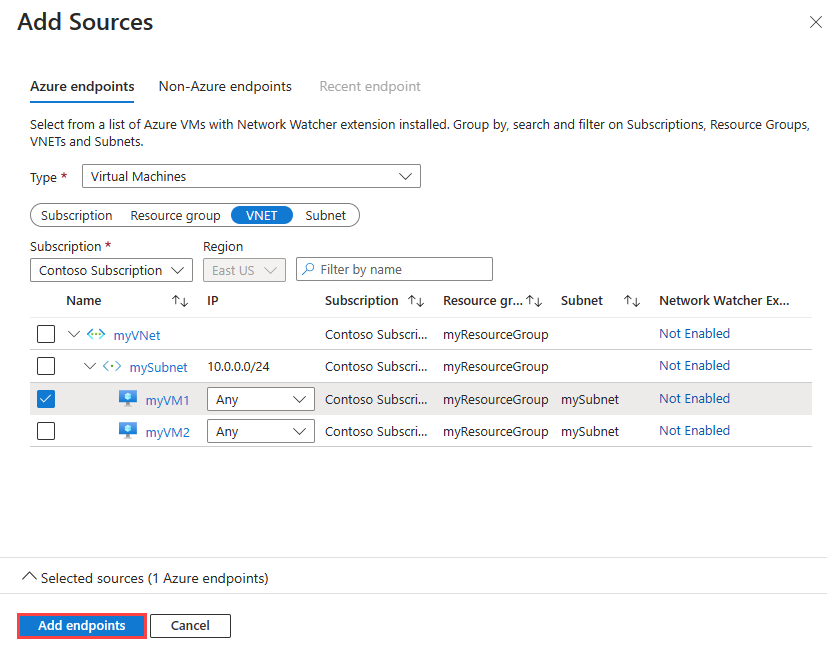 Add Sources
Azure endpoints Non-Azure endpoints Recent endpoint
Select from a list of Azure VMs with Network Watcher extension installed. Group by, search and filter on Subscriptions, Resource Groups,
VNETs and Subnets.
Type * Virtual Machines
Subscription Resource group VNET Subnet
Subscription * Region
Contoso Subscription East US Filter by name
Name IP Subscription Resource gr... Subnet Network Watcher Ex...
myVNet Contoso Subscri... myResourceGroup Not Enabled
mySubnet 10.0.0.0/24 Contoso Subscri... myResourceGroup Not Enabled
myVM1 Any Contoso Subscri... myResourceGroup mySubnet Not Enabled
myVM2 Any Contoso Subscri... myResourceGroup mySubnet Not Enabled
Selected sources (1 Azure endpoints)
Add endpoints Cancel